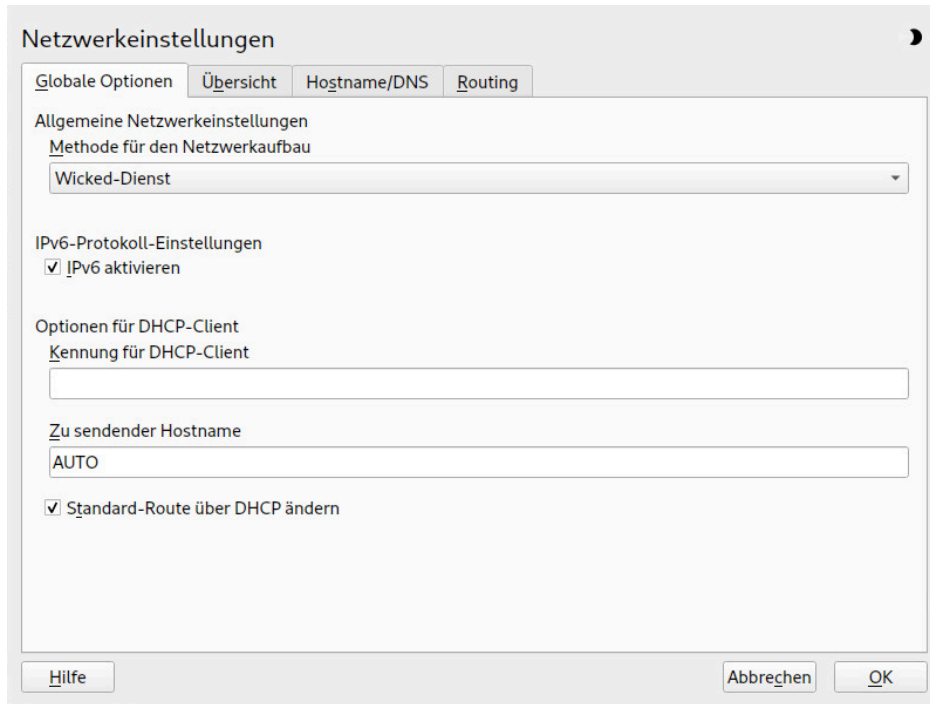 Netzwerkeinstellungen
Globale Optionen Übersicht Hostname/DNS Routing
Allgemeine Netzwerkeinstellungen
Methode für den Netzwerkaufbau
Wicked-Dienst
IPv6-Protokoll-Einstellungen
IPv6 aktivieren
Optionen für DHCP-Client
Kennung für DHCP-Client
Zu sendender Hostname
AUTO
Standard-Route über DHCP ändern
Hilfe Abbrechen OK